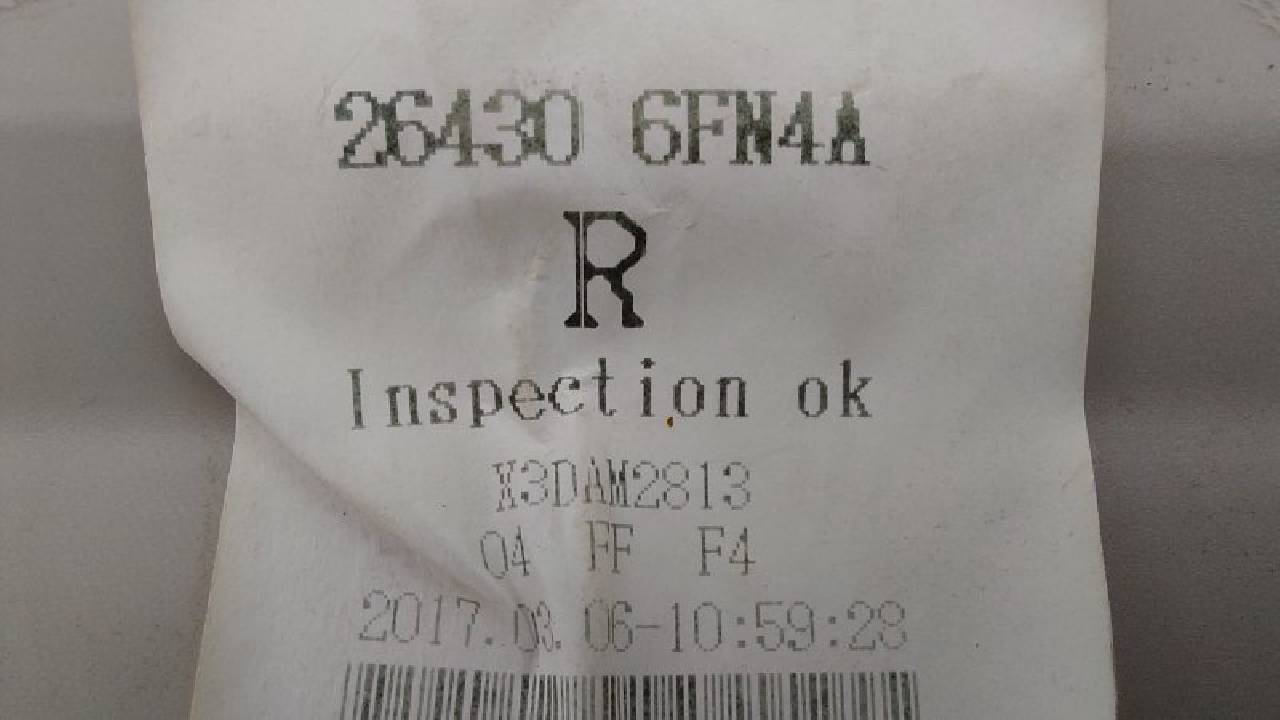 26430 6FN4A
R
Inspection ok
X3DAM2813
04 FF F4
2017.03.06-10:59:28